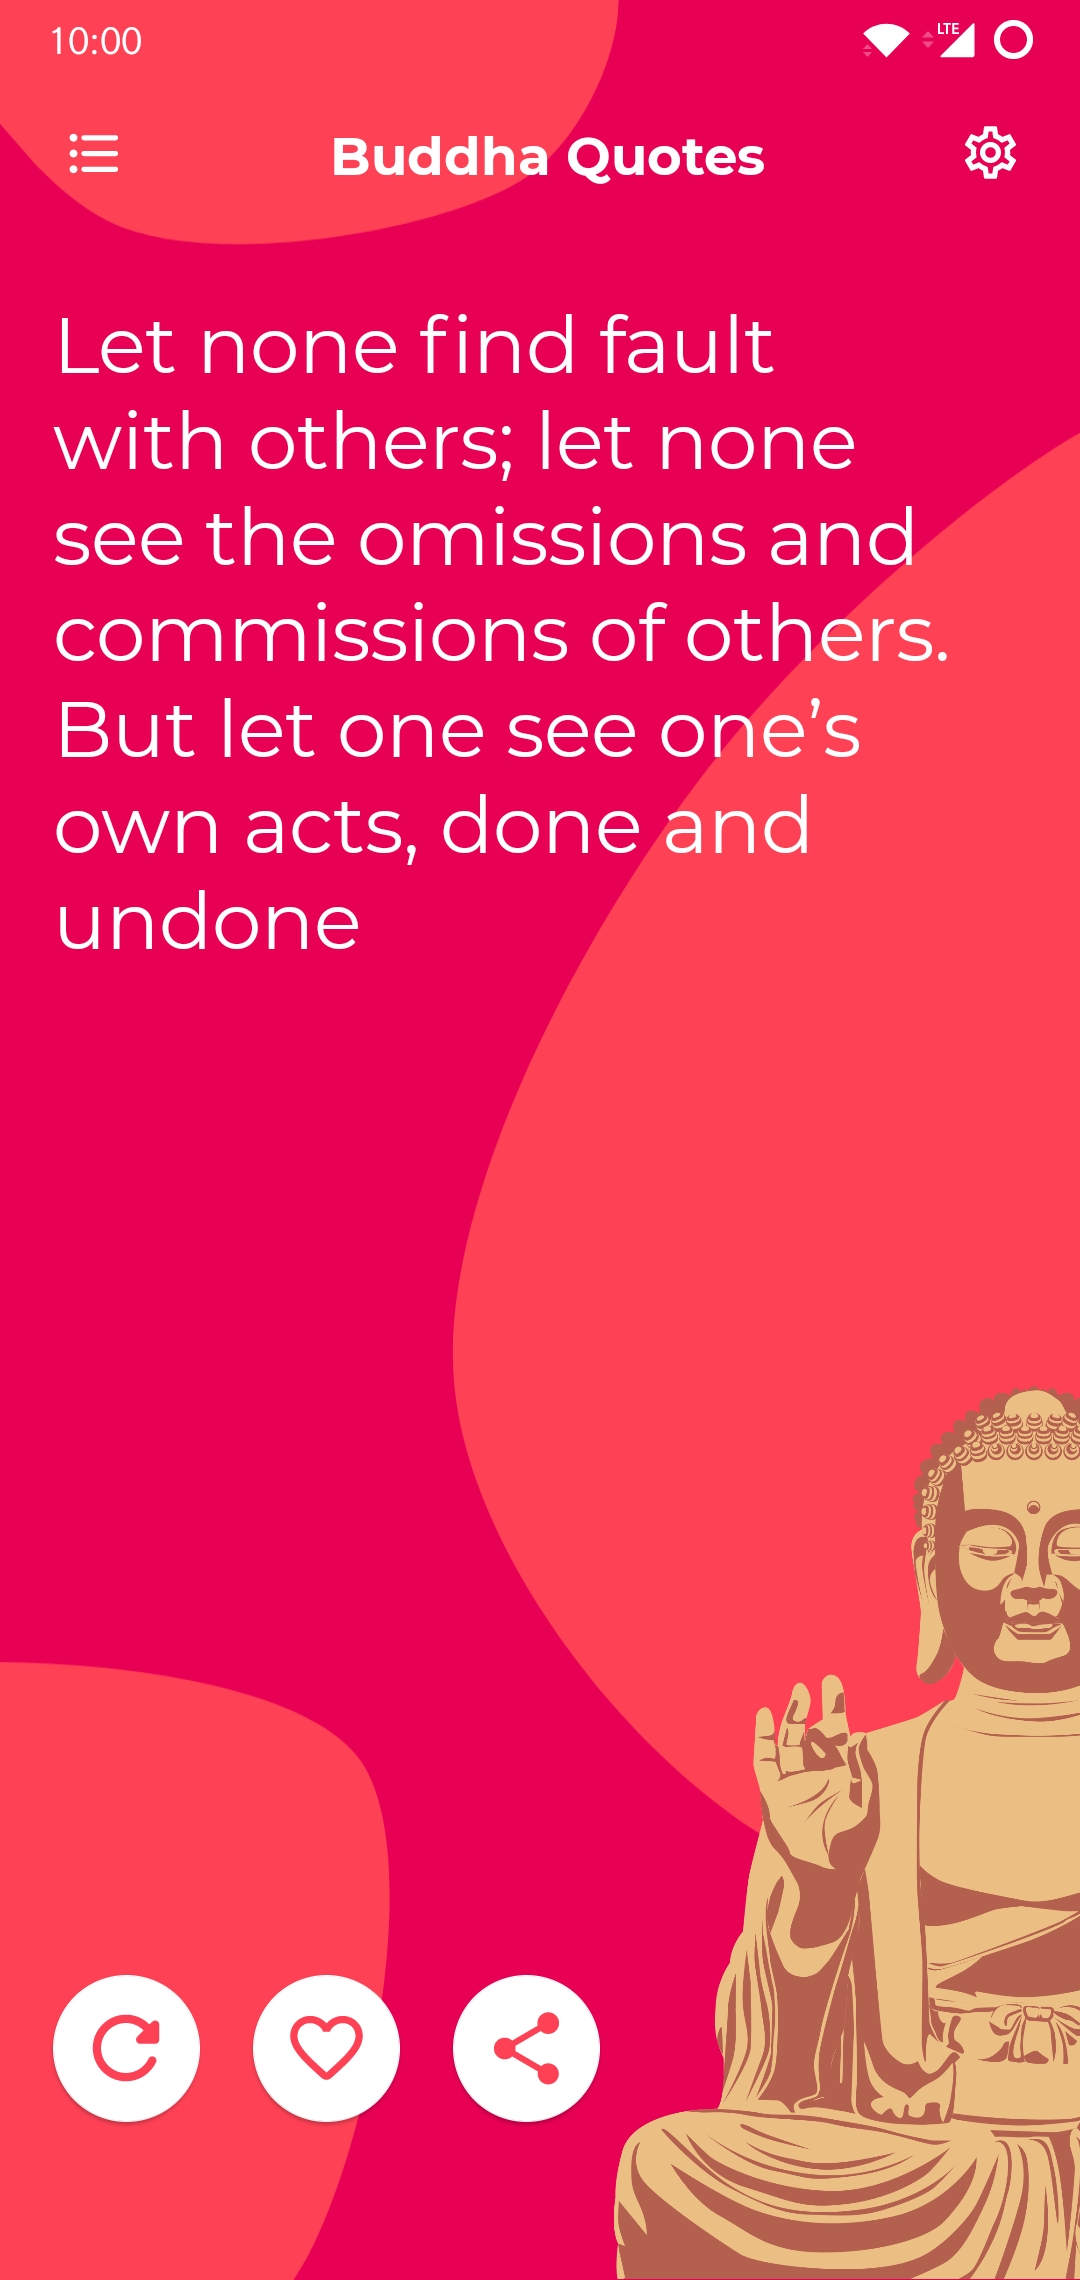 10:00
LTE
Buddha Quotes
Let none find fault
with others; let none
see the omissions and
commissions of others.
But let one see one’s
own acts, done and
undone